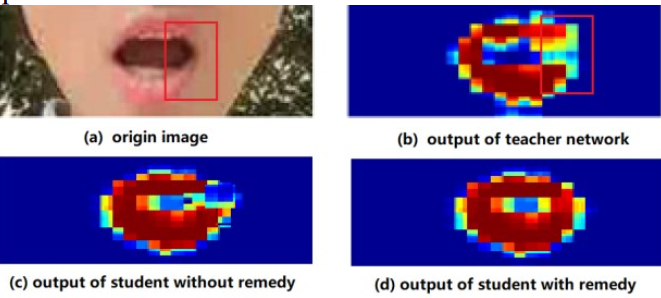 (a) origin image
(b) output of teacher network
(c) output of student without remedy
(d) output of student with remedy